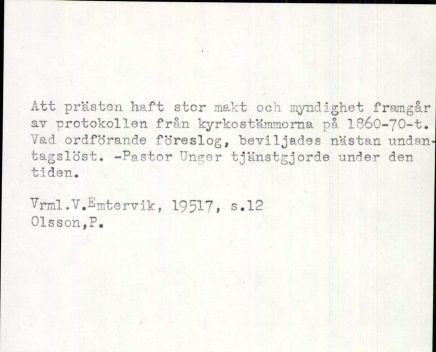 Att prästen haft stor makt och myndighet framgår
av protokollen från kyrkostämmorna på 1860-70-t.
Vad ordförande föreslog, beviljades nästan undan-
tagslöst. -Pastor Unger tjänstgjorde under den
tiden.
Vrml.V.Emtervik, 19517, s.12
Olsson,P.